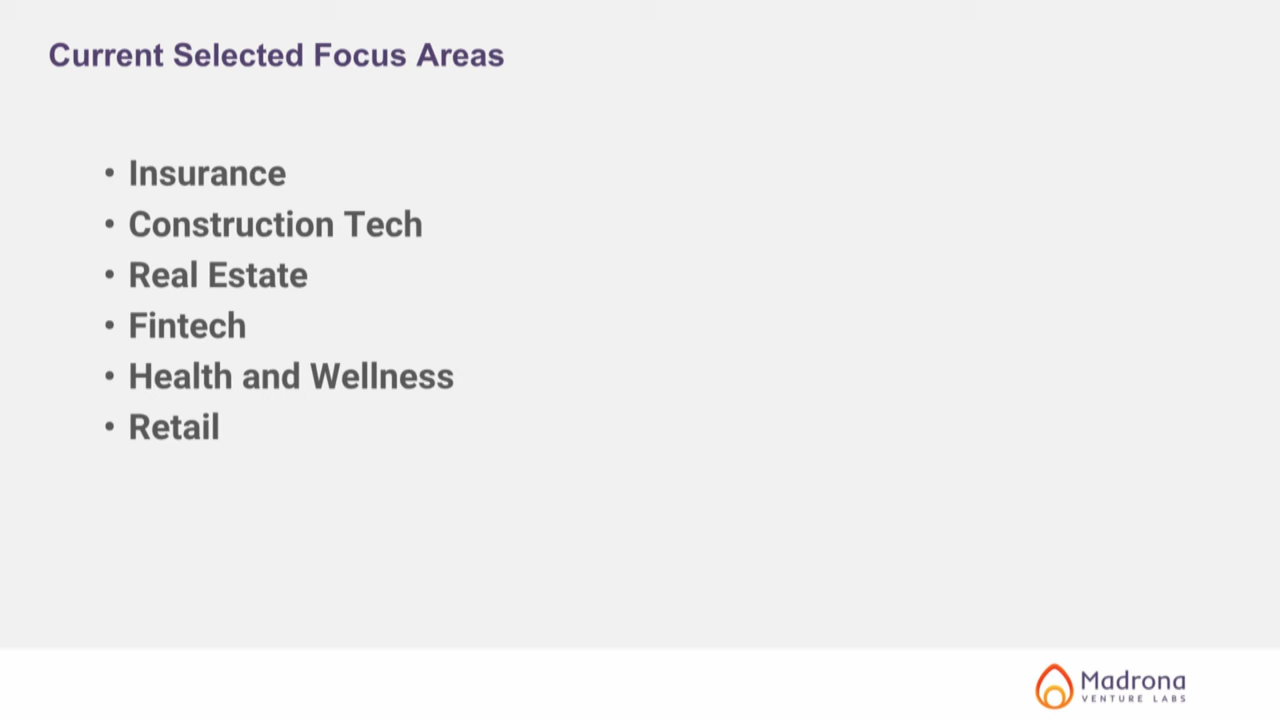 Current Selected Focus Areas
• Insurance
• Construction Tech
• Real Estate
• Fintech
• Health and Wellness
• Retail
Madrona
VENTURE LABS